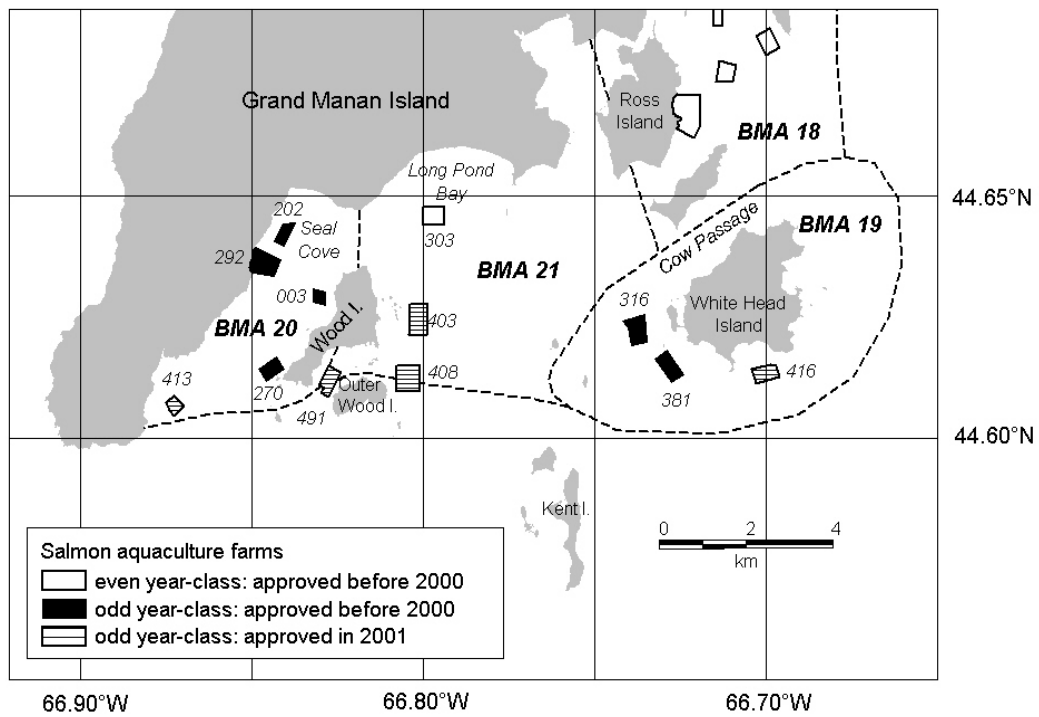 Grand Manan Island
Ross
Island
BMA 18
Long Pond
Bay
44.65°N
202
Seal
Cove
303
BMA 19
292
BMA 21
Cow Passage
003
316
White Head
Island
BMA 20
Wood I.
403
413
408
416
270
Outer
Wood I.
381
491
44.60°N
Kent I.
0 2 4
km
Salmon aquaculture farms
even year-class: approved before 2000
odd year-class: approved before 2000
odd year-class: approved in 2001
66.90°W 66.80°W 66.70°W